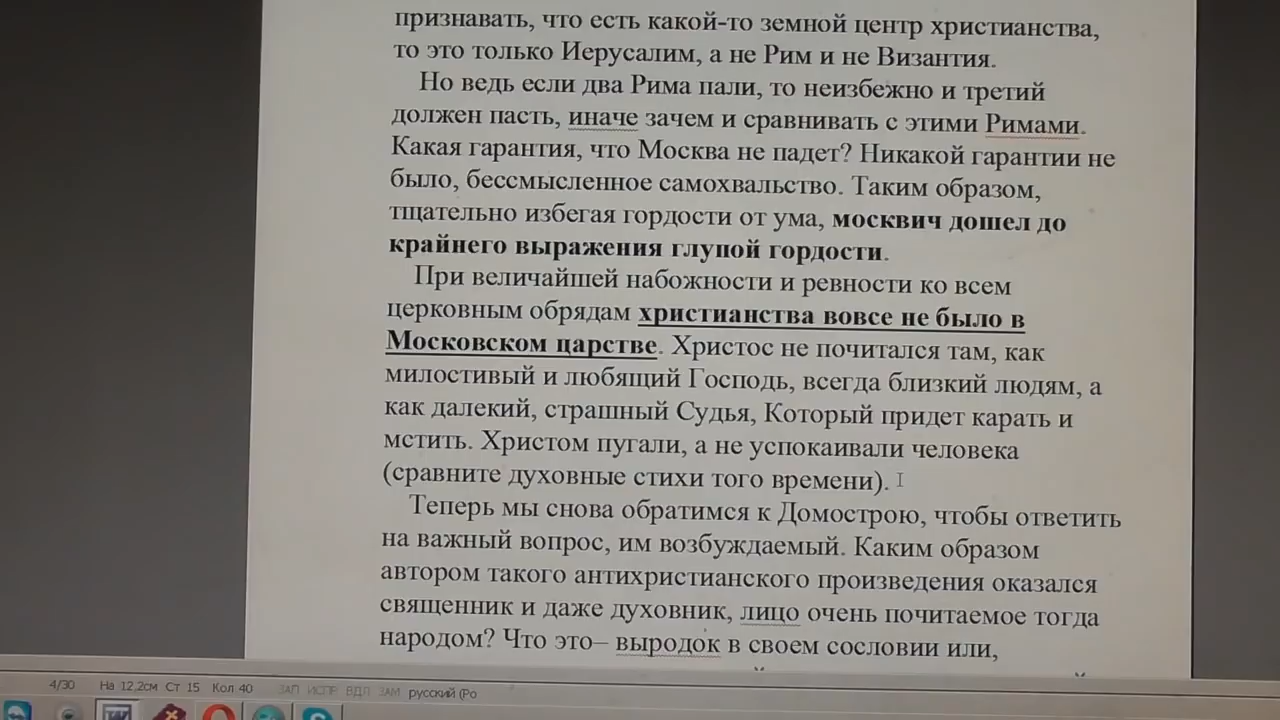 признавать, что есть какой-то земной центр христианства,
то это только Иерусалим, а не Рим и не Византия.
Но ведь если два Рима пали, то неизбежно и третий
должен пасть, иначе зачем и сравнивать с этими Римами.
Какая гарантия, что Москва не падет? Никакой гарантии не
было, бессмысленное самохвальство. Таким образом,
тщательно избегая гордости от ума, москвич дошел до
крайнего выражения глупой гордости.
При величайшей набожности и ревности ко всем
церковным обрядам христианства вовсе не было в
Московском царстве. Христос не почитался там, как
милостивый и любящий Господь, всегда близкий людям, а
как далекий, страшный Судья, Который придет карать и
мстить. Христом пугали, а не успокаивали человека
(сравните духовные стихи того времени).
Теперь мы снова обратимся к Домострою, чтобы ответить
на важный вопрос, им возбуждаемый. Каким образом
автором такого антихристианского произведения оказался
священник и даже духовник, лицо очень почитаемое тогда
народом? Что это– выродок в своем сословии или,
4/30 На 12,2см Ст 15 Кол 40 ЗАП ИСПР ВДЛ ЗАМ русский (Ро